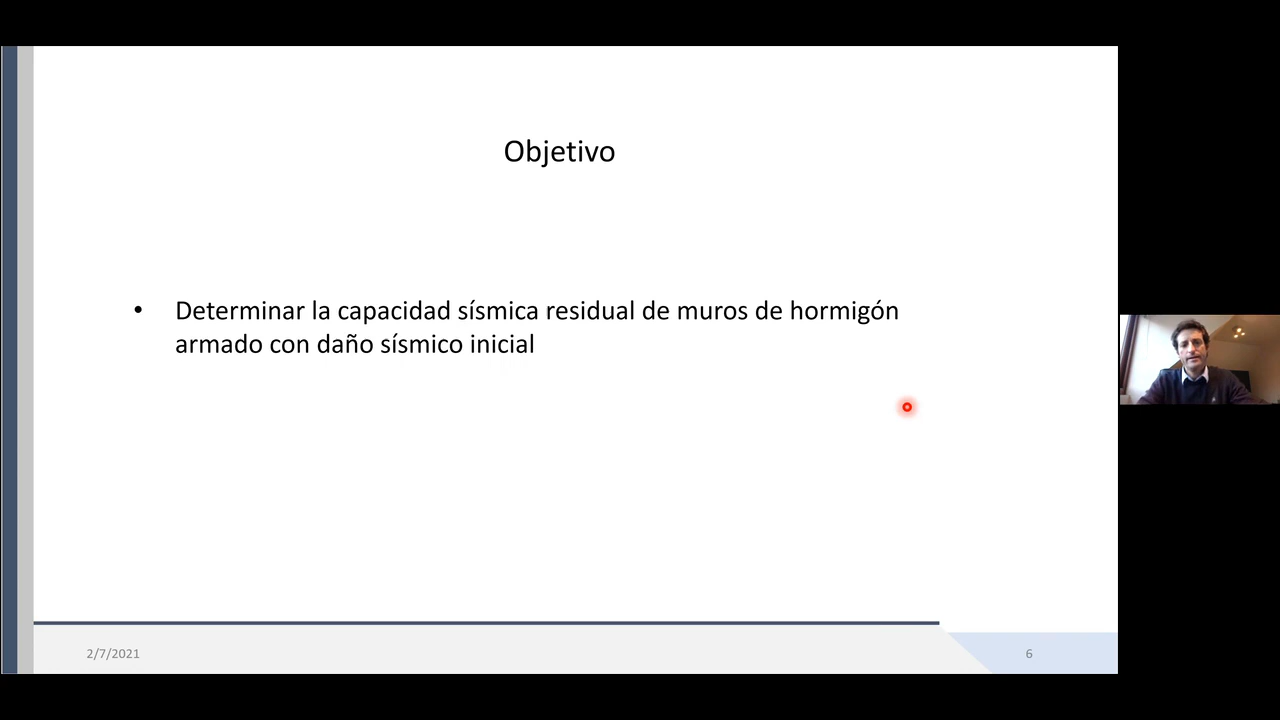 Objetivo
• Determinar la capacidad sísmica residual de muros de hormigón
armado con daño sísmico inicial
2/7/2021
6